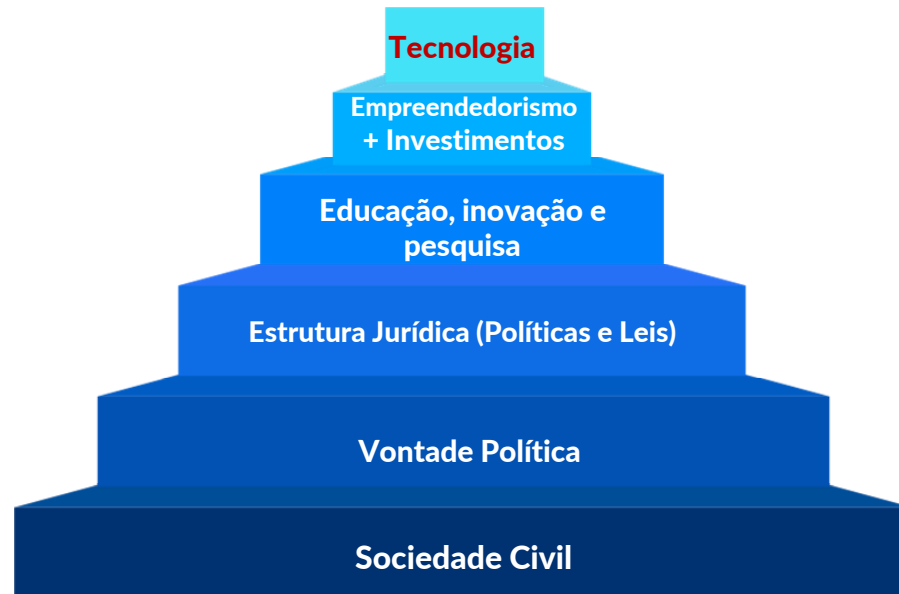 Tecnologia
Empreendedorismo
+ Investimentos
Educação, inovação e
pesquisa
Estrutura Jurídica (Políticas e Leis)
Vontade Política
Sociedade Civil